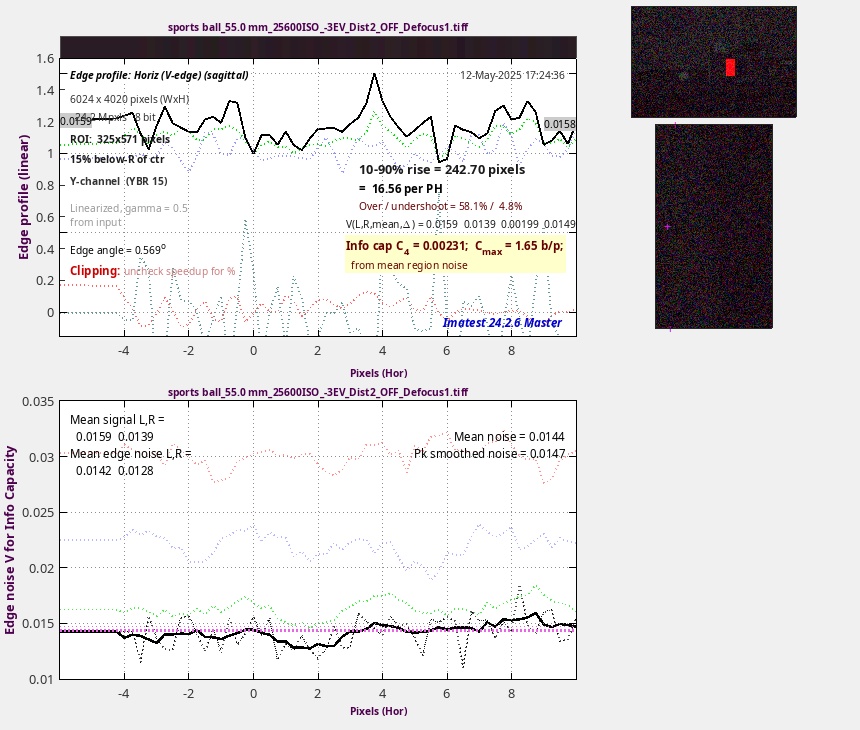 sports ball_55.0 mm_25600ISO_-3EV_Dist2_OFF_Defocus1.tiff
Edge profile: Horiz (V-edge) (sagittal)
12-May-2025 17:24:36
6024 x 4020 pixels (WxH)
24.2 Mpxls 8 bit
0.0159
0.0158
ROI: 325x571 pixels
15% below-R of ctr
10-90% rise = 242.70 pixels
Y-channel (YBR 15)
= 16.56 per PH
Over / undershoot = 58.1% / 4.8%
Linearized, gamma = 0.5
from input
V(L,R,mean,Δ) = 0.0159 0.0139 0.00199 0.0149
Edge angle = 0.569°
Info cap C4 = 0.00231; Cmax = 1.65 b/p;
from mean region noise
Clipping: uncheck speedup for %
Imatest 24.2.6 Master
Edge profile (linear)
1.6
1.4
1.2
1
0.8
0.6
0.4
0.2
0
-4 -2 0 2 4 6 8
Pixels (Hor)
sports ball_55.0 mm_25600ISO_-3EV_Dist2_OFF_Defocus1.tiff
Mean signal L,R =
0.0159 0.0139
Mean edge noise L,R =
0.0142 0.0128
Mean noise = 0.0144
Pk smoothed noise = 0.0147
Edge noise V for Info Capacity
0.035
0.03
0.025
0.02
0.015
0.01
-4 -2 0 2 4 6 8
Pixels (Hor)